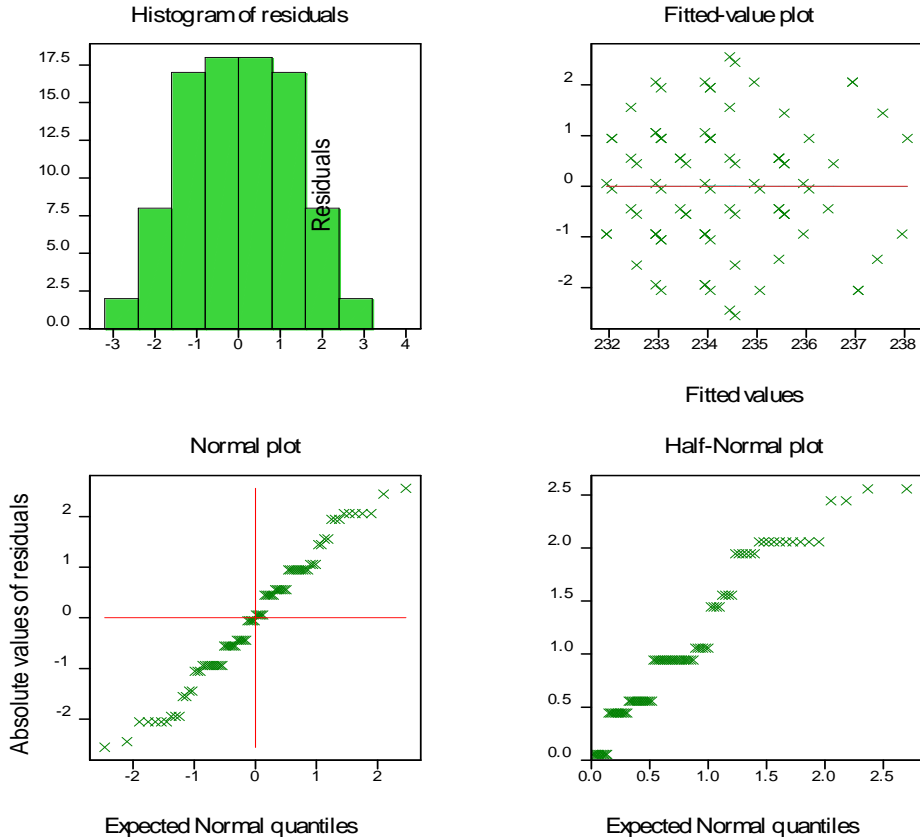 Histogram of residuals
17.5
15.0
12.5
10.0
7.5
5.0
2.5
0.0
-3 -2 -1 0 1 2 3 4
Fitted-value plot
Residuals
2
1
0
-1
-2
232 233 234 235 236 237 238
Fitted values
Normal plot
Absolute values of residuals
2
1
0
-1
-2
-2 -1 0 1 2
Expected Normal quantiles
Half-Normal plot
2.5
2.0
1.5
1.0
0.5
0.0
0.0 0.5 1.0 1.5 2.0 2.5
Expected Normal quantiles